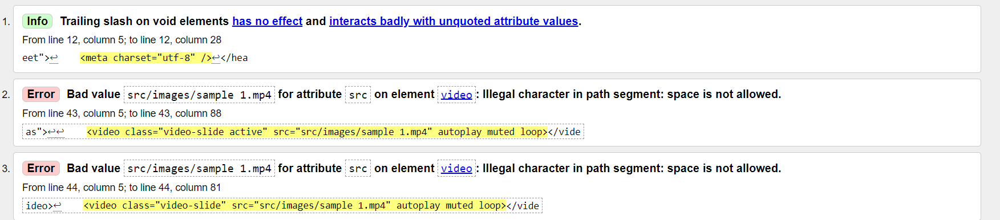 1. Info Trailing slash on void elements has no effect and interacts badly with unquoted attribute values.
From line 12, column 5; to line 12, column 28
eet">↩    <meta charset="utf-8" />↩</hea
2. Error Bad value src/images/sample 1.mp4 for attribute src on element video: Illegal character in path segment: space is not allowed.
From line 43, column 5; to line 43, column 88
as">↩↩    <video class="video-slide active" src="src/images/sample 1.mp4" autoplay muted loop></vide
3. Error Bad value src/images/sample 1.mp4 for attribute src on element video: Illegal character in path segment: space is not allowed.
From line 44, column 5; to line 44, column 81
ideo>↩    <video class="video-slide" src="src/images/sample 1.mp4" autoplay muted loop></vide